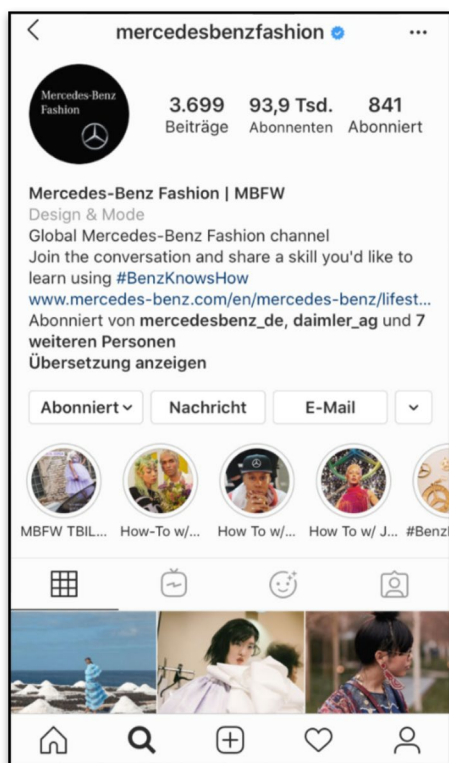 mercedesbenzfashion
Mercedes-Benz
Fashion
3.699 93,9 Tsd. 841
Beiträge Abonnenten Abonniert
Mercedes-Benz Fashion | MBFW
Design & Mode
Global Mercedes-Benz Fashion channel
Join the conversation and share a skill you'd like to
learn using #BenzKnowsHow
www.mercedes-benz.com/en/mercedes-benz/lifest...
Abonniert von mercedesbenz_de, daimler_ag und 7
weiteren Personen
Übersetzung anzeigen
Abonniert Nachricht E-Mail
MBFW TBIL... How-To w/... How To w/... How To w/ J... #Benz